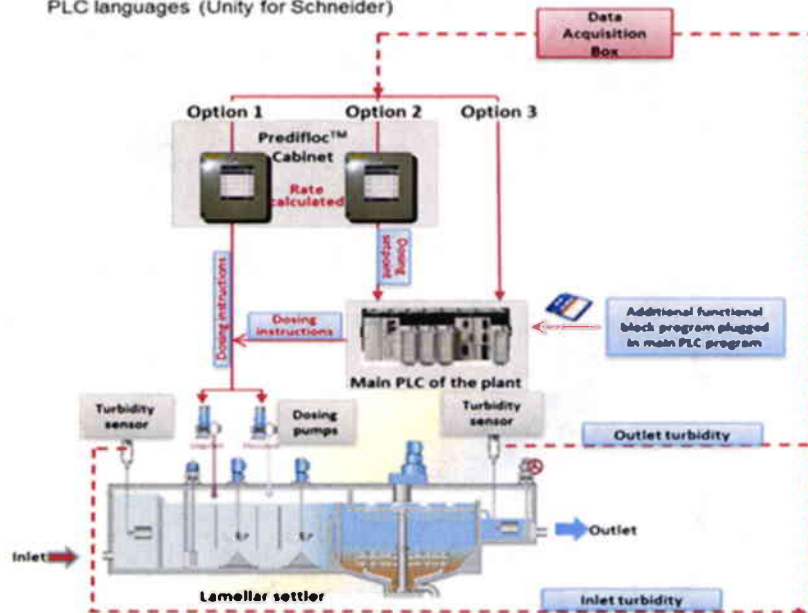 PLC languages (Unity for Schneider)
Data
Acquisition
Box
Option 1
Option 2
Option 3
Predifloc™
Cabinet
Rate
calculated
Dosing
setpoint
Dosing instructions
Dosing
instructions
Additional functional
block program plugged
in main PLC program
Main PLC of the plant
Turbidity
sensor
Dosing
pumps
Turbidity
sensor
Outlet turbidity
Inlet
Outlet
Lamellar settler
Inlet turbidity